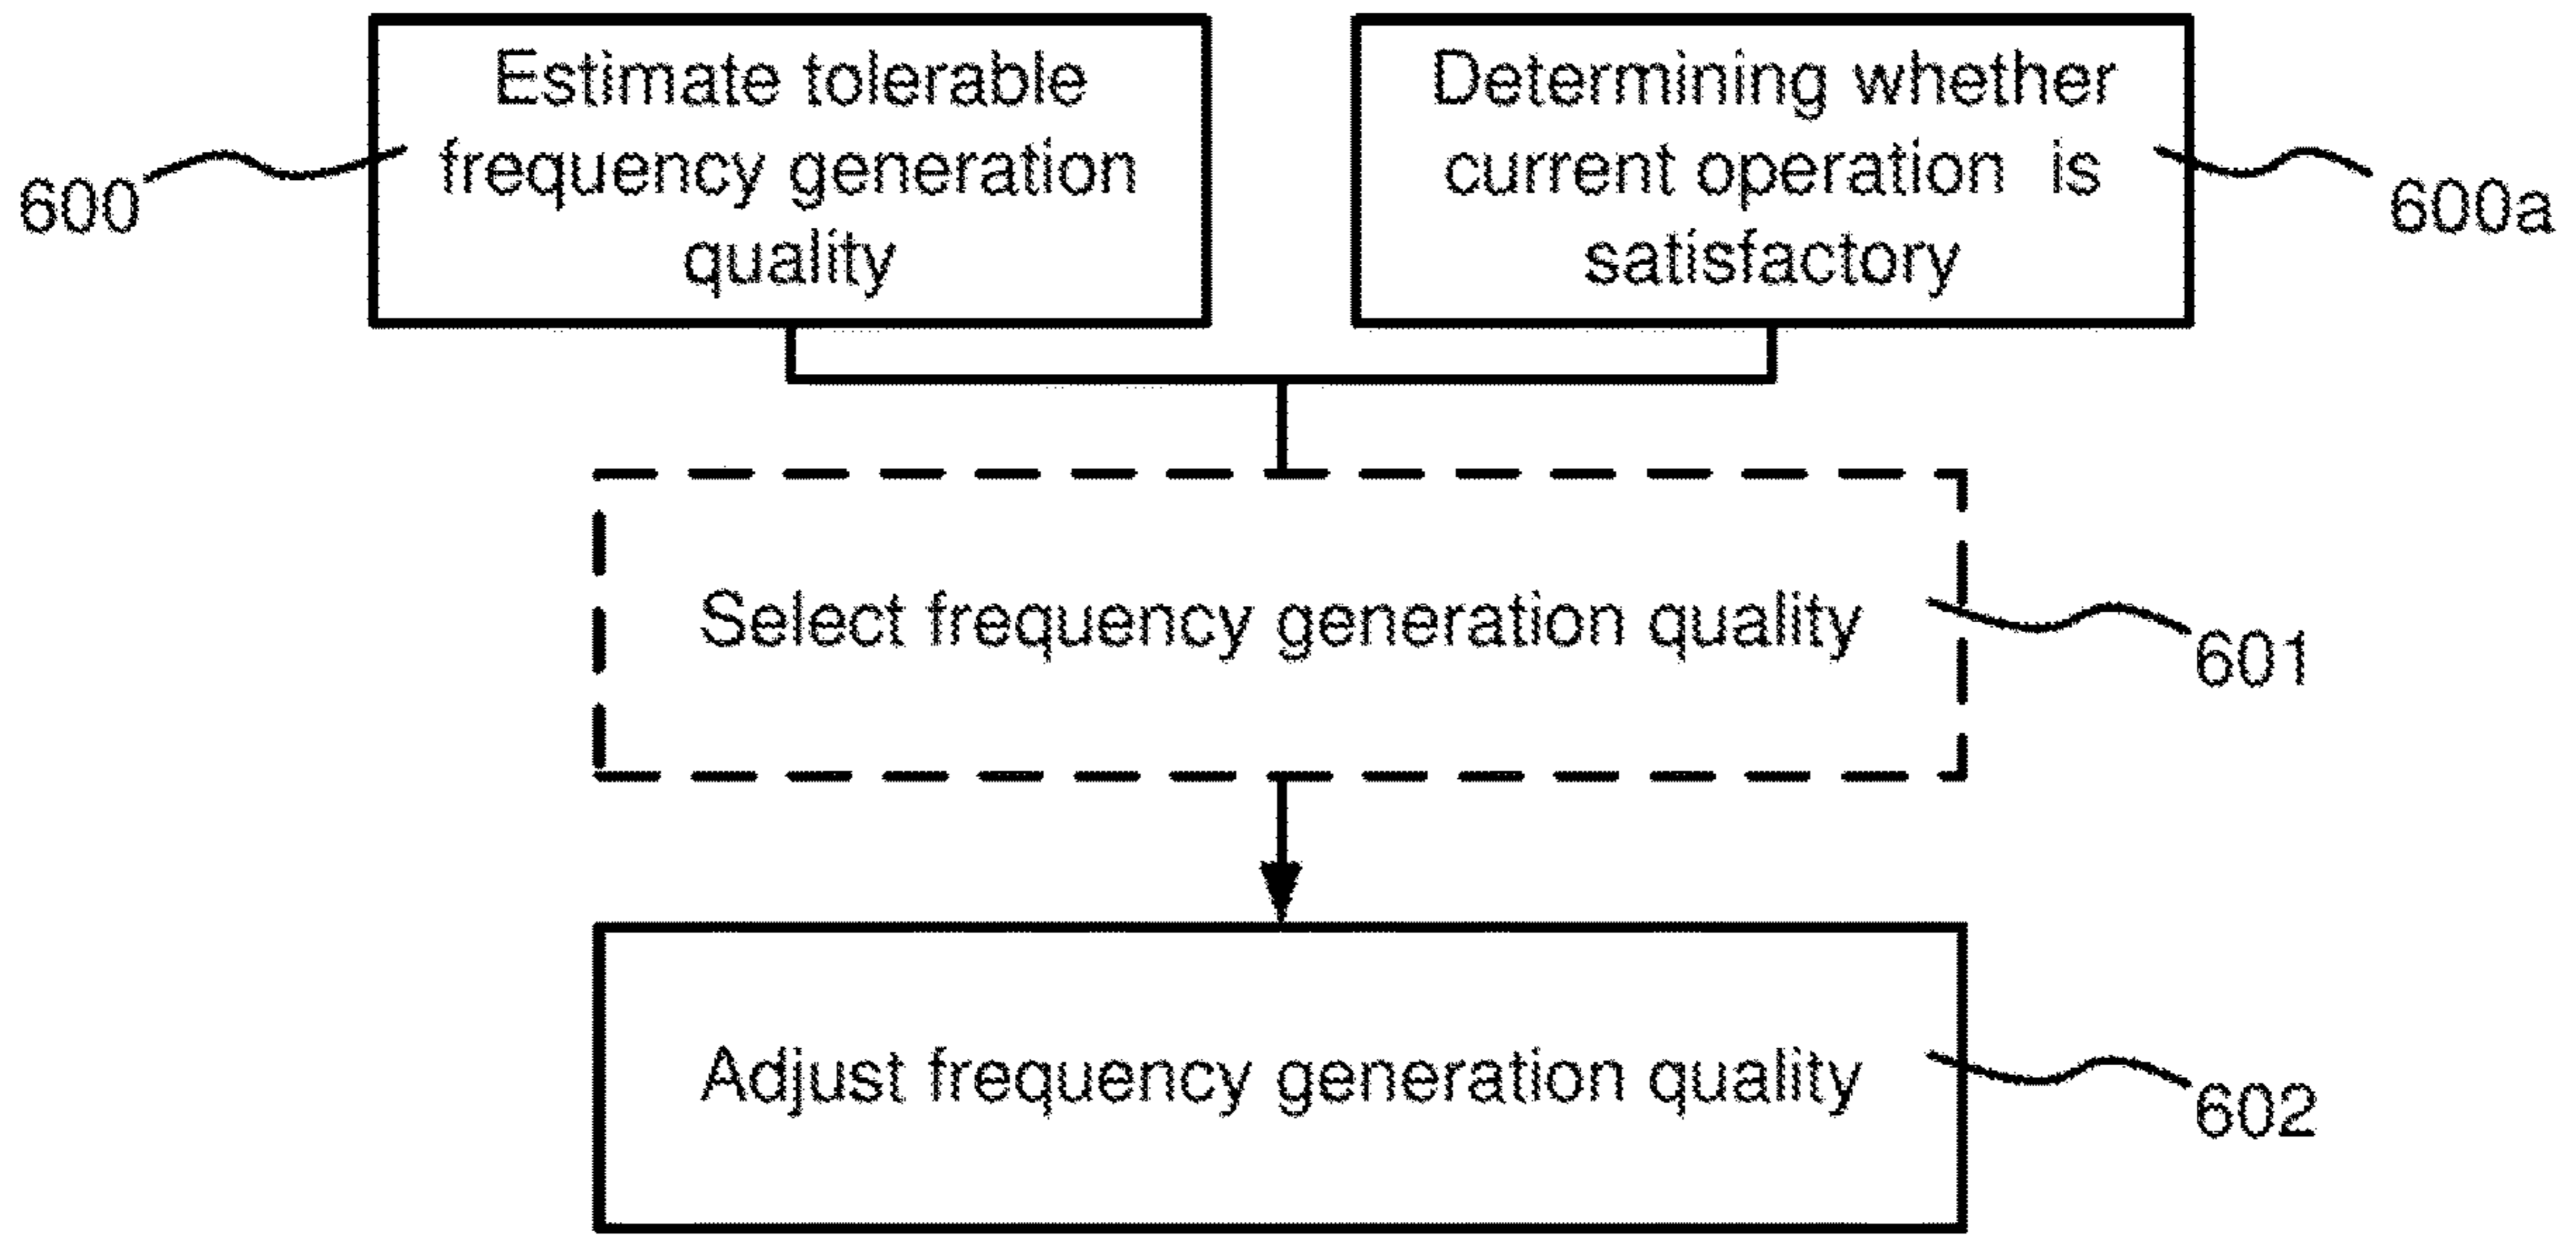 Estimate tolerable
frequency generation
quality
600
Determining whether
current operation is
satisfactory
600a
Select frequency generation quality
601
Adjust frequency generation quality
602